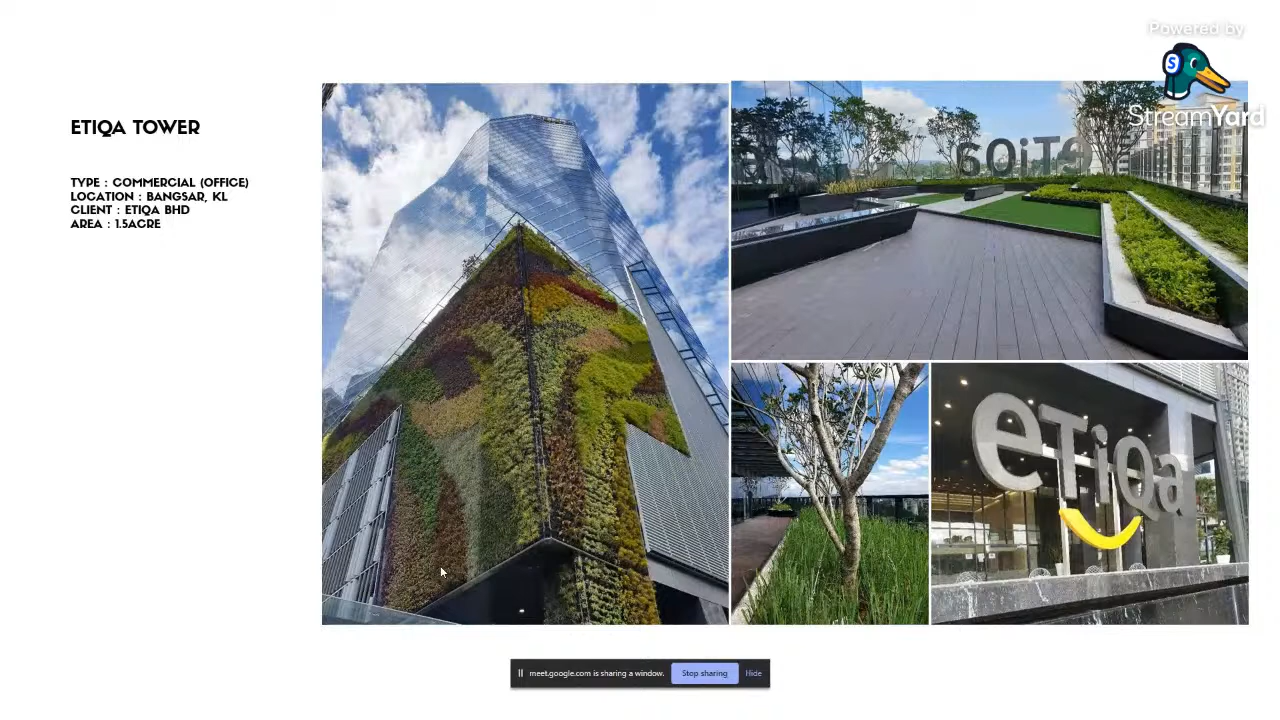 Powered by
StreamYard
ETIQA TOWER
TYPE : COMMERCIAL (OFFICE)
LOCATION : BANGSAR, KL
CLIENT : ETIQA BHD
AREA : 1.5ACRE
eTiQa
eTiQa
meet.google.com is sharing a window.
Stop sharing
Hide